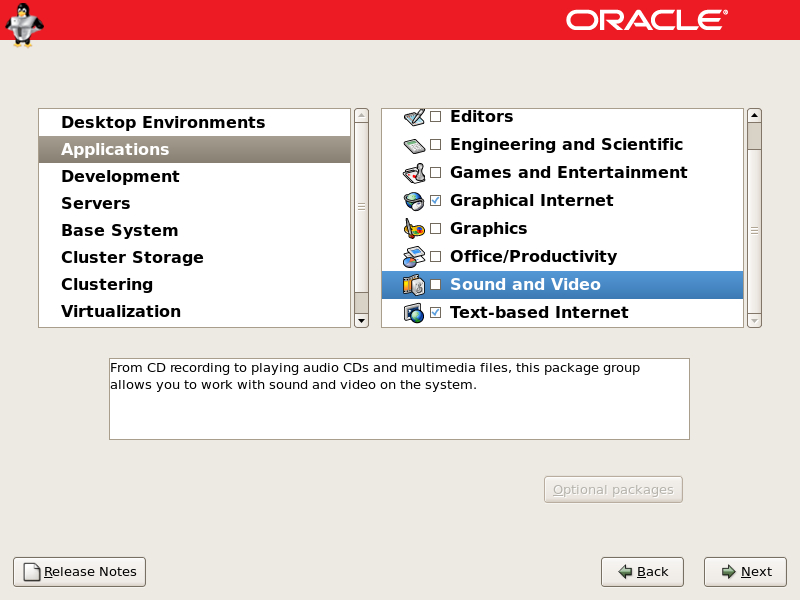 ORACLE®
Desktop Environments
Applications
Development
Servers
Base System
Cluster Storage
Clustering
Virtualization
Editors
Engineering and Scientific
Games and Entertainment
Graphical Internet
Graphics
Office/Productivity
Sound and Video
Text-based Internet
From CD recording to playing audio CDs and multimedia files, this package group
allows you to work with sound and video on the system.
Optional packages
Release Notes
Back
Next